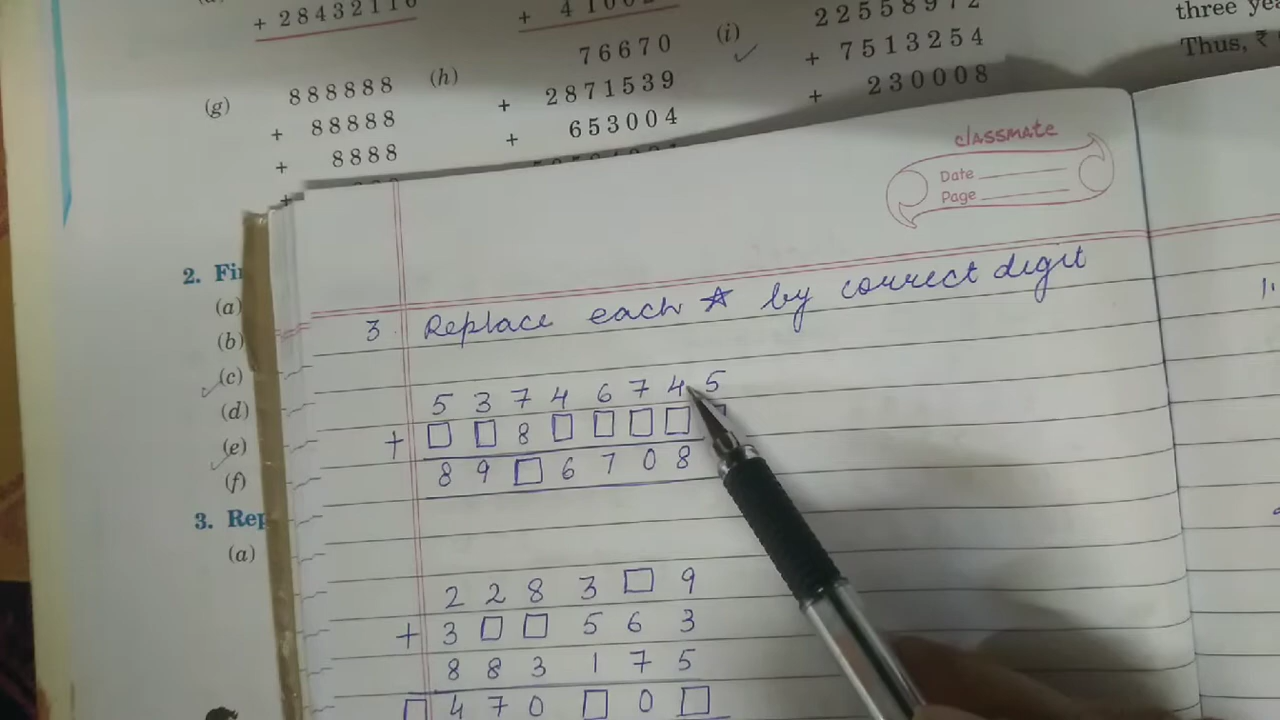 + 28432110
76670
(i)
22558972
+ 7513254
+ 230008
(g)
888888
+ 88888
+ 8888
(h)
+ 2871539
+ 653004
three
Thus, ₹
classmate
Date
Page
2. Fi
(a)
(b)
(c)
(d)
(e)
(f)
3. Rep
(a)
3. Replace each ☆ by correct digit
5 3 7 4 6 7 4 5
+ □ □ 8 □ □ □ □
8 9 □ 6 7 0 8
2 2 8 3 □ 9
+ 3 □ □ 5 6 3
8 8 3 1 7 5
□ 4 7 0 □ 0 □